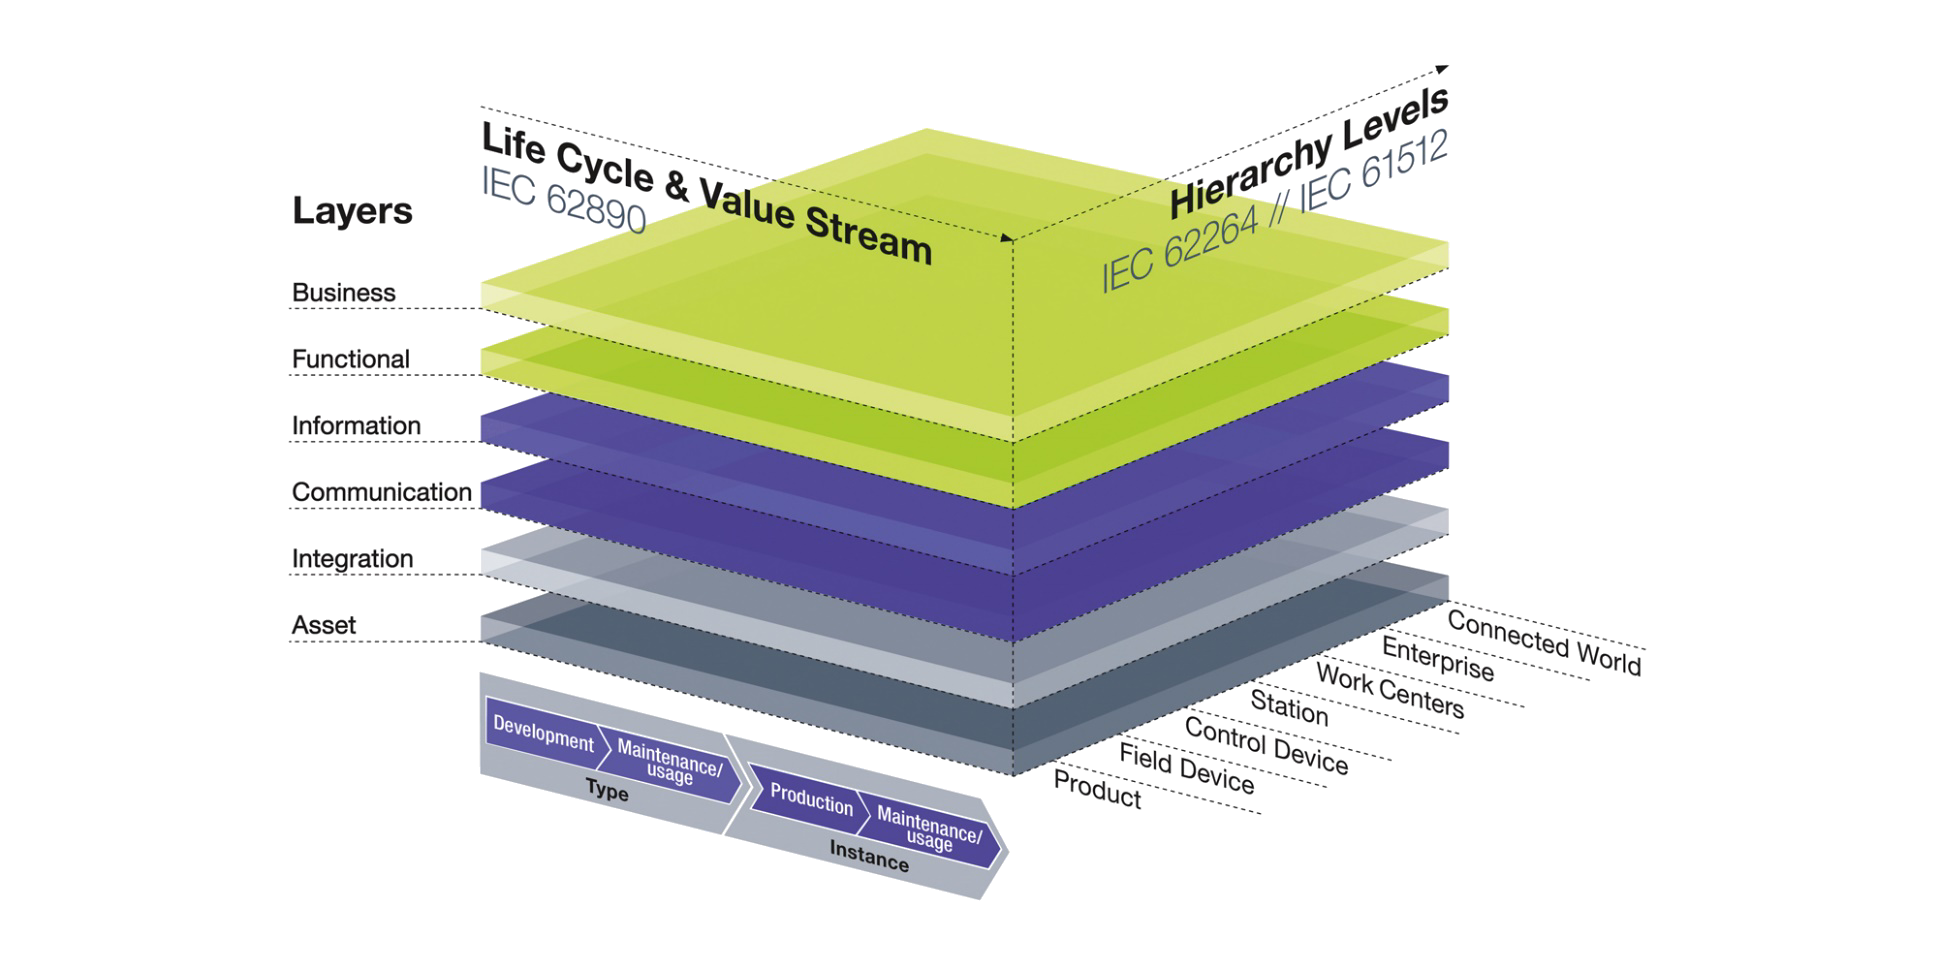 Life Cycle & Value Stream
IEC 62890
Hierarchy Levels
IEC 62264 // IEC 61512
Layers
Business
Functional
Information
Communication
Integration
Asset
Connected World
Enterprise
Work Centers
Station
Control Device
Field Device
Product
Development
Maintenance/
usage
Type
Production
Maintenance/
usage
Instance